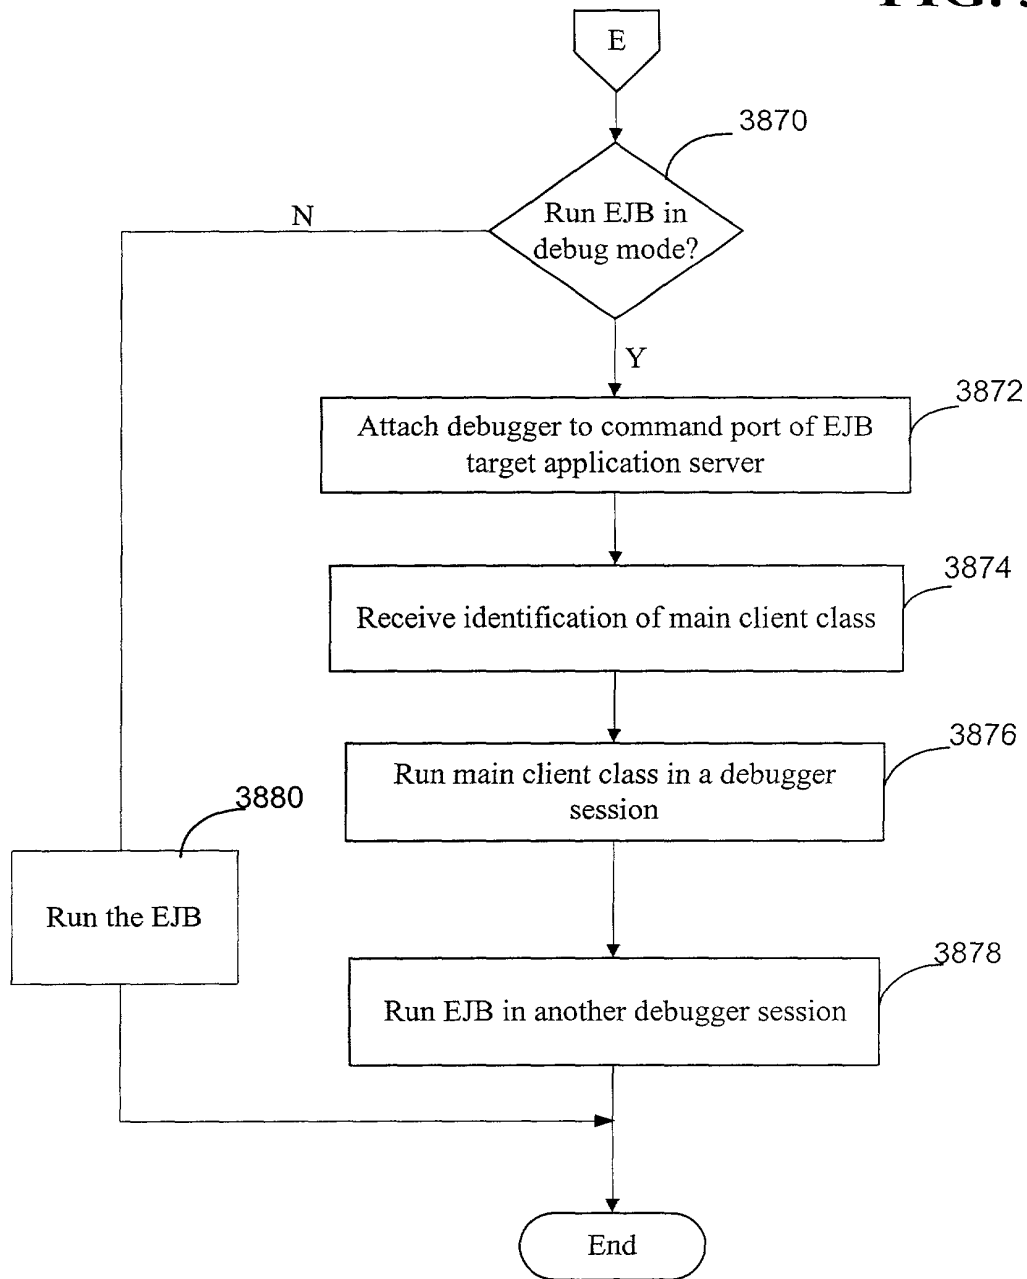 FIG.
E
3870
Run EJB in
debug mode?
N
Y
3872
Attach debugger to command port of EJB
target application server
3874
Receive identification of main client class
3876
Run main client class in a debugger
session
3880
Run the EJB
3878
Run EJB in another debugger session
End